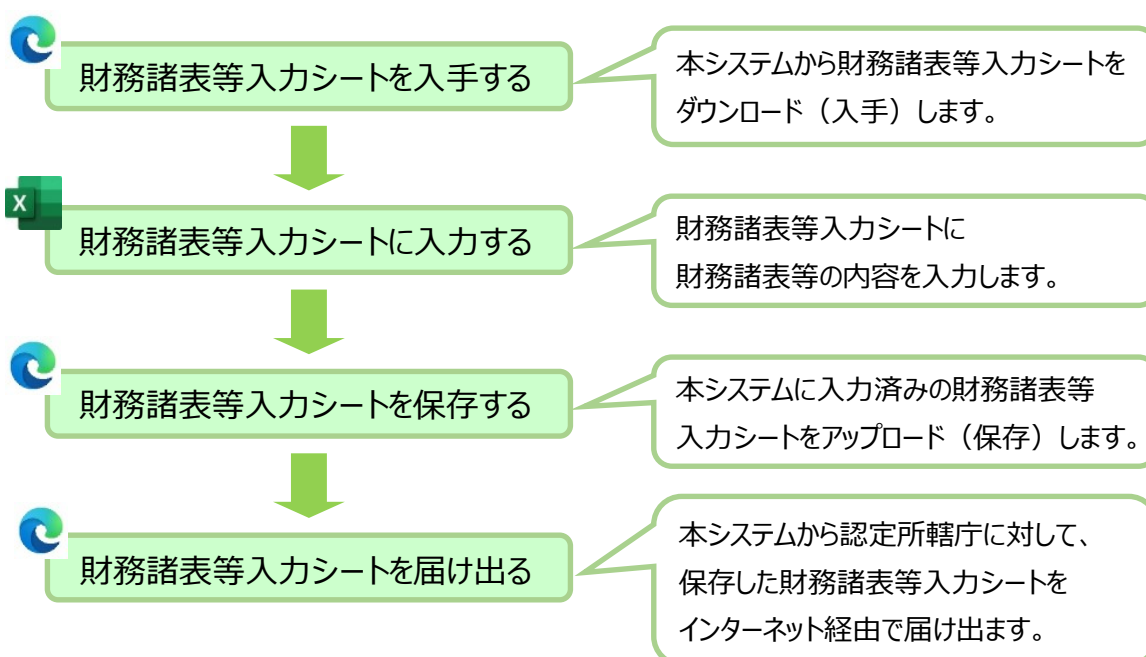 財務諸表等入力シートを入手する
本システムから財務諸表等入力シートを
ダウンロード（入手）します。
X
財務諸表等入力シートに入力する
財務諸表等入力シートに
財務諸表等の内容を入力します。
財務諸表等入力シートを保存する
本システムに入力済みの財務諸表等
入力シートをアップロード（保存）します。
財務諸表等入力シートを届け出る
本システムから認定所轄庁に対して、
保存した財務諸表等入力シートを
インターネット経由で届け出ます。